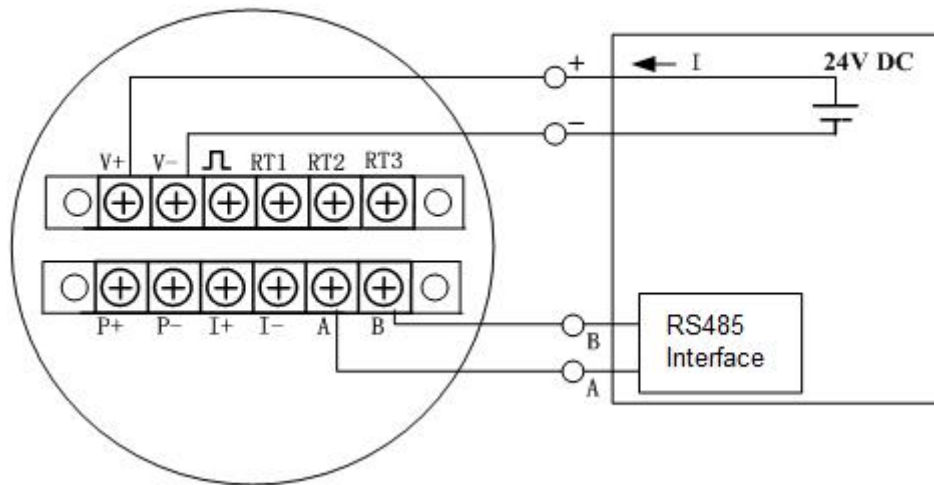 +
I
24V DC
−
V+ V- RT1 RT2 RT3
P+ P- I+ I- A B
B
A
RS485
Interface